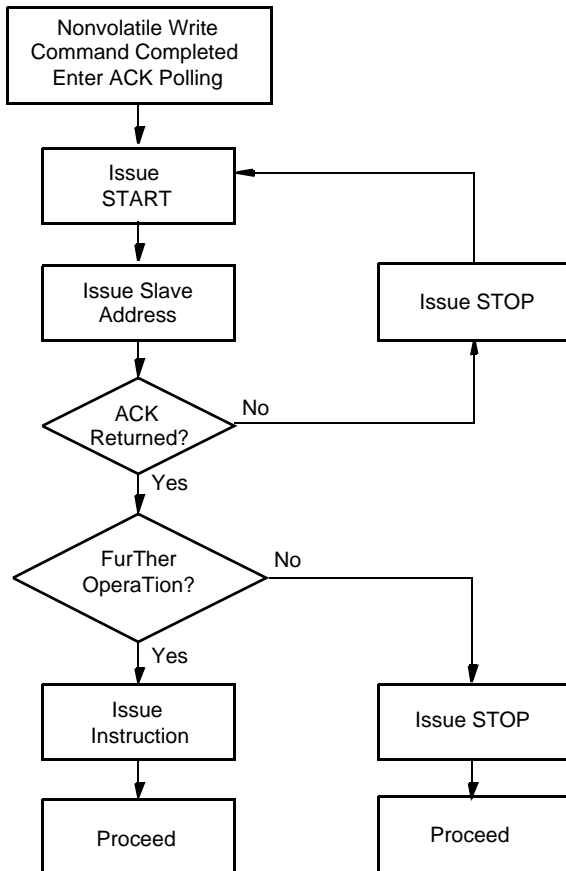 Nonvolatile Write
Command Completed
Enter ACK Polling
Issue
START
Issue Slave
Address
Issue STOP
ACK
Returned?
No
Yes
FurTher
OperaTion?
No
Yes
Issue
Instruction
Issue STOP
Proceed
Proceed